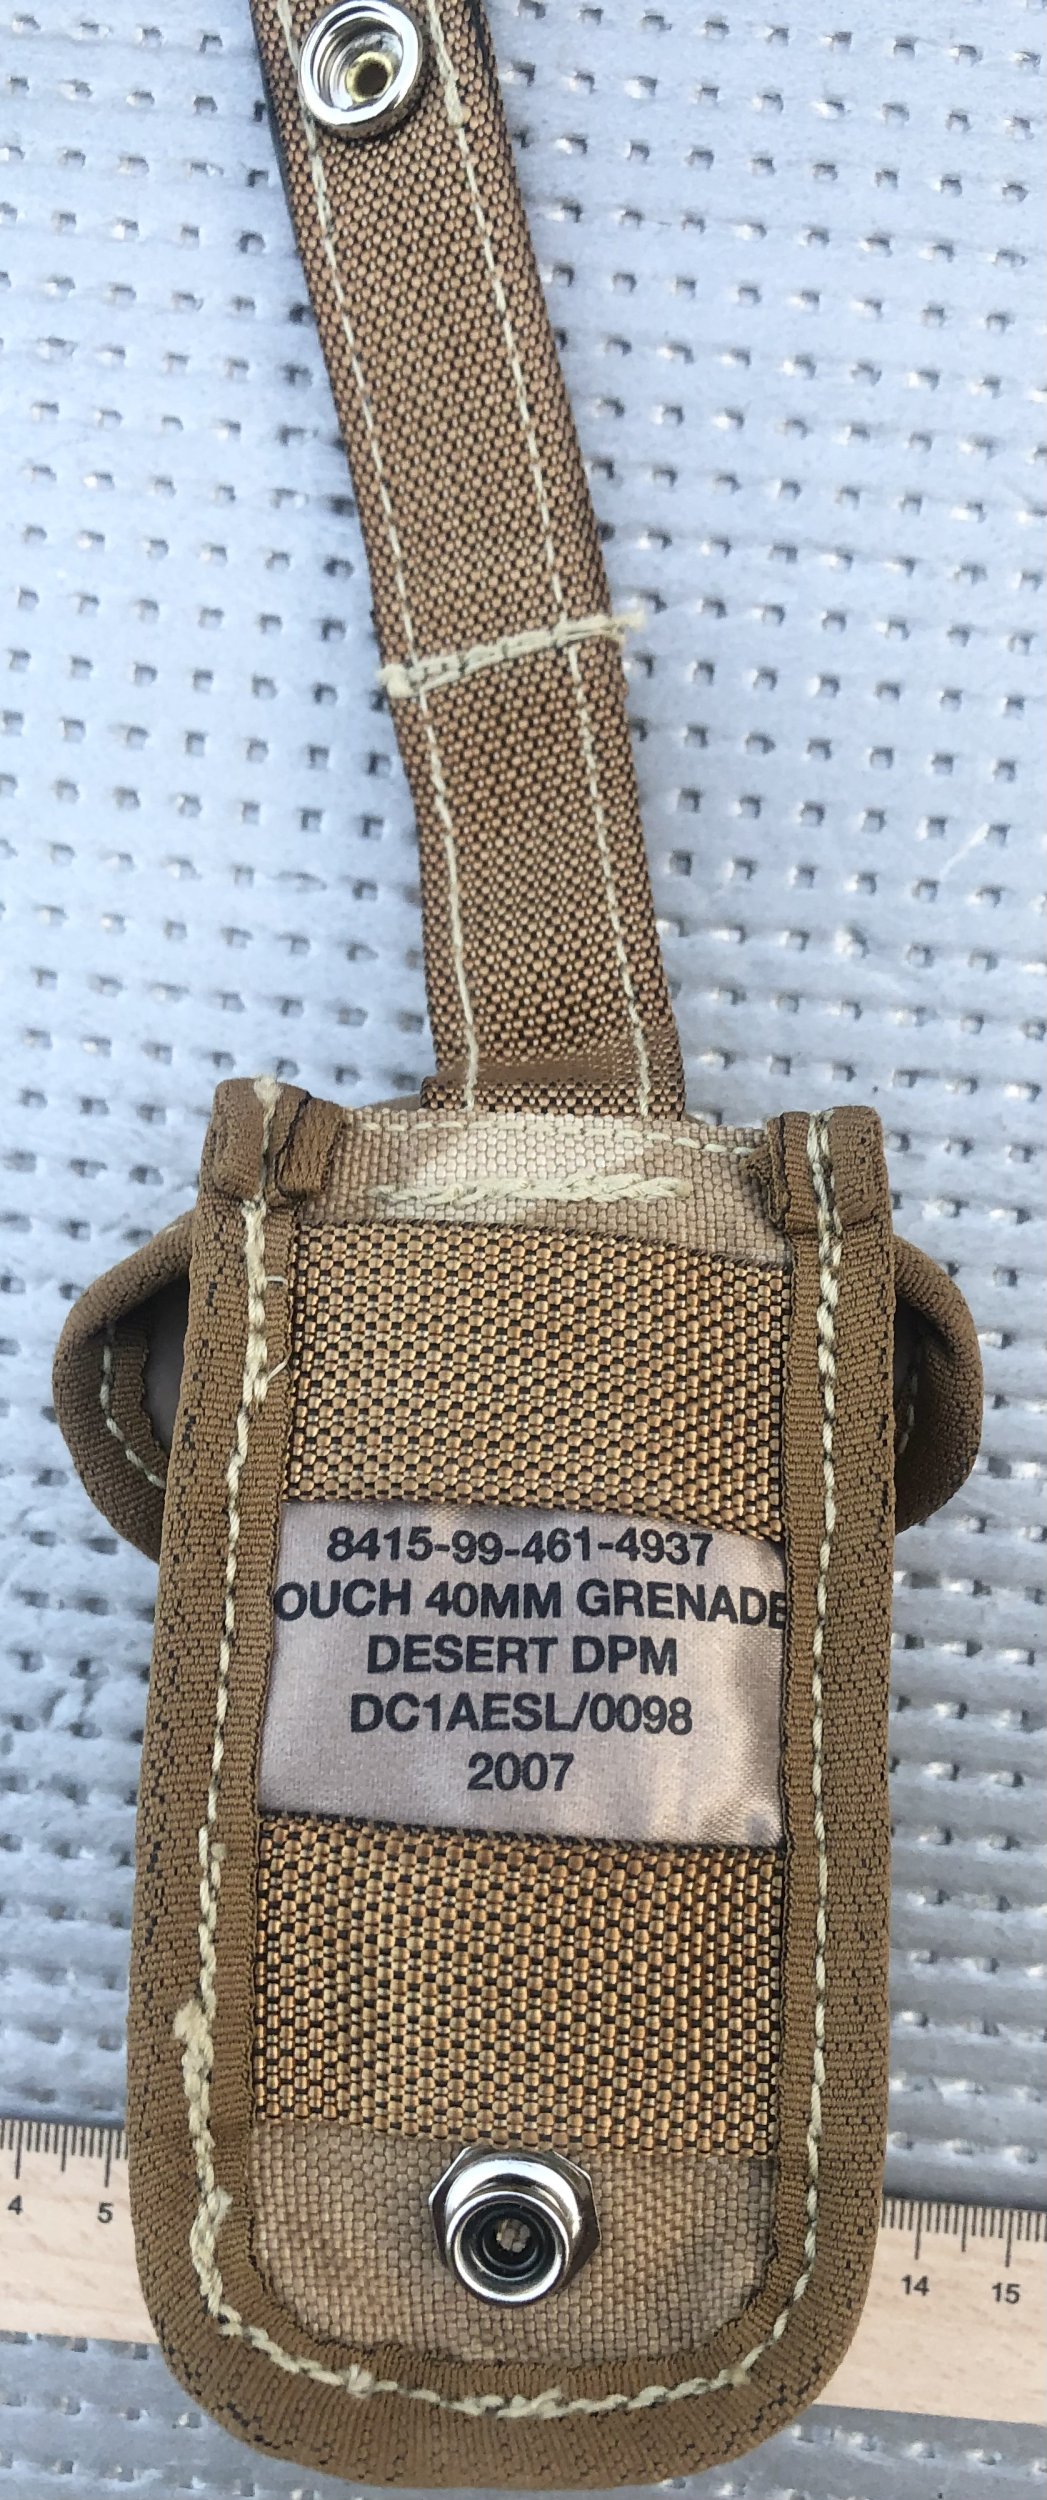 8415-99-461-4937
OUCH 40MM GRENADE
DESERT DPM
DC1AESL/0098
2007
4 5 14 15